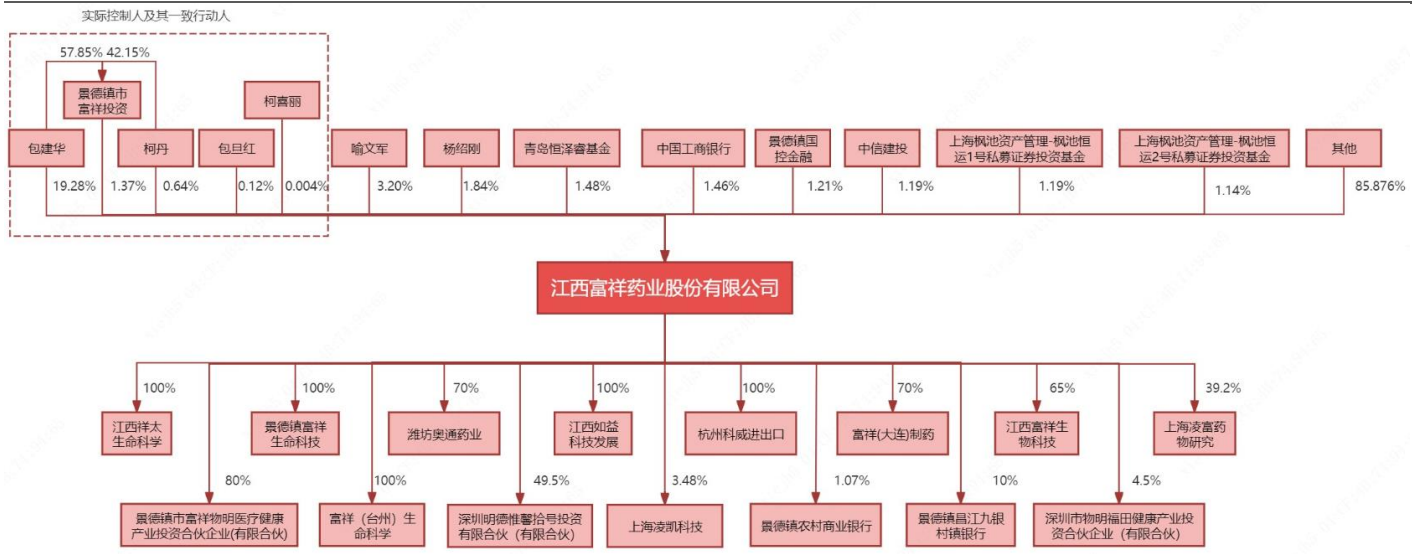 实际控制人及其一致行动人
57.85% 42.15%
景德镇市
富祥投资
柯喜丽
包建华
柯丹
包旦红
喻文军
杨绍刚
青岛恒泽睿基金
中国工商银行
景德镇国
控金融
中信建投
上海枫池资产管理-枫池恒
运1号私募证券投资基金
上海枫池资产管理-枫池恒
运2号私募证券投资基金
其他
19.28%
1.37%
0.64%
0.12%
0.004%
3.20%
1.84%
1.48%
1.46%
1.21%
1.19%
1.19%
1.14%
85.876%
江西富祥药业股份有限公司
100%
100%
70%
100%
100%
70%
65%
39.2%
江西祥太
生命科学
景德镇富祥
生命科技
潍坊奥通药业
江西如益
科技发展
杭州科威进出口
富祥(大连)制药
江西富祥生
物科技
上海凌富药
物研究
80%
100%
49.5%
3.48%
1.07%
10%
4.5%
景德镇市富祥物明医疗健康
产业投资合伙企业(有限合伙)
富祥（台州）生
命科学
深圳明德惟馨拾号投资
有限合伙（有限合伙）
上海凌凯科技
景德镇农村商业银行
景德镇昌江九银
村镇银行
深圳市物明福田健康产业投
资合伙企业（有限合伙）